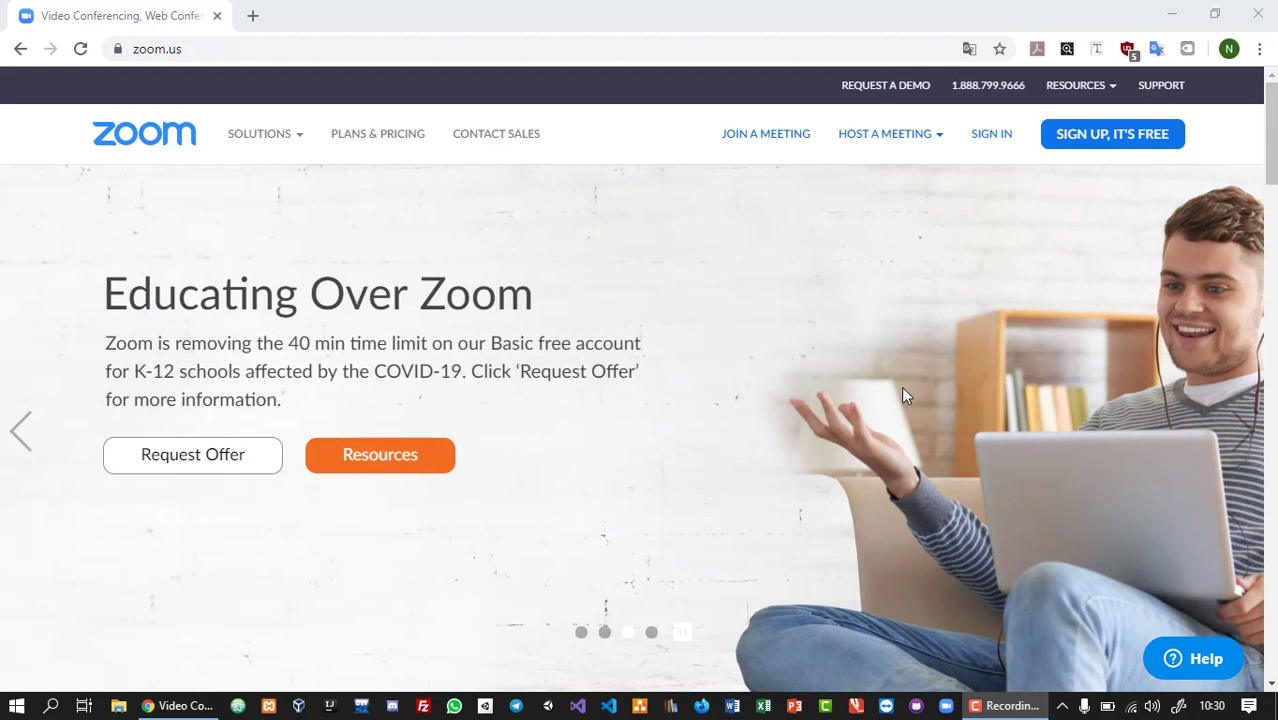 Video Conferencing, Web Confer
zoom.us
5
N
REQUEST A DEMO 1.888.799.9666 RESOURCES SUPPORT
zoom SOLUTIONS PLANS & PRICING CONTACT SALES JOIN A MEETING HOST A MEETING SIGN IN SIGN UP, IT'S FREE
Educating Over Zoom
Zoom is removing the 40 min time limit on our Basic free account
for K-12 schools affected by the COVID-19. Click ‘Request Offer’
for more information.
Request Offer Resources
Help
Video Co... Recordin... 10:30